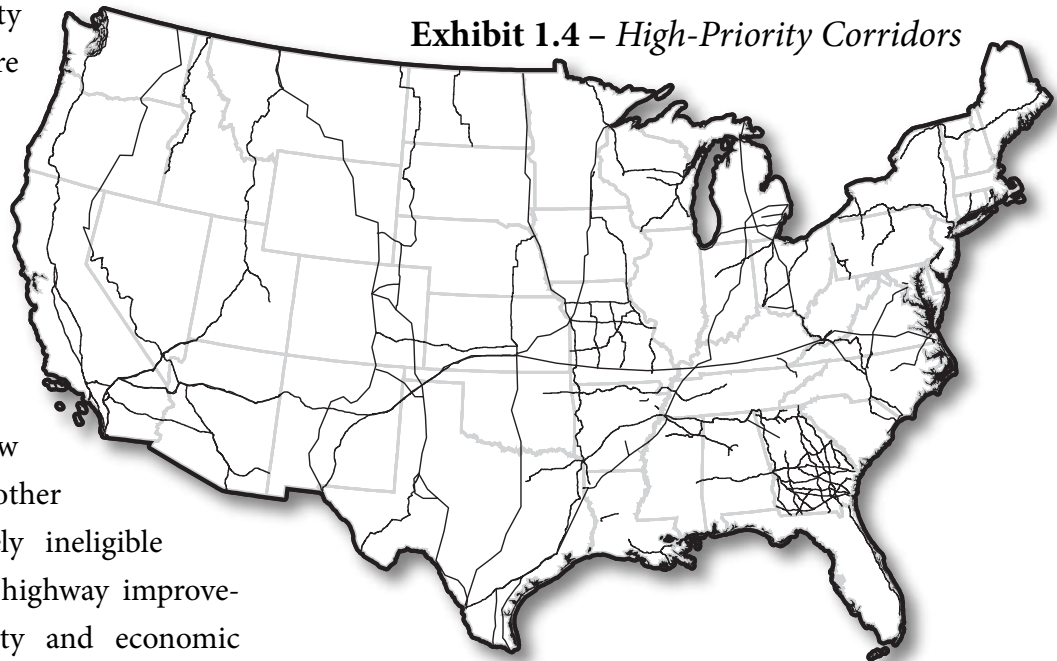 ty
re
Exhibit 1.4 – High-Priority Corridors
w
other
ly ineligible
highway improve-
ty and economic